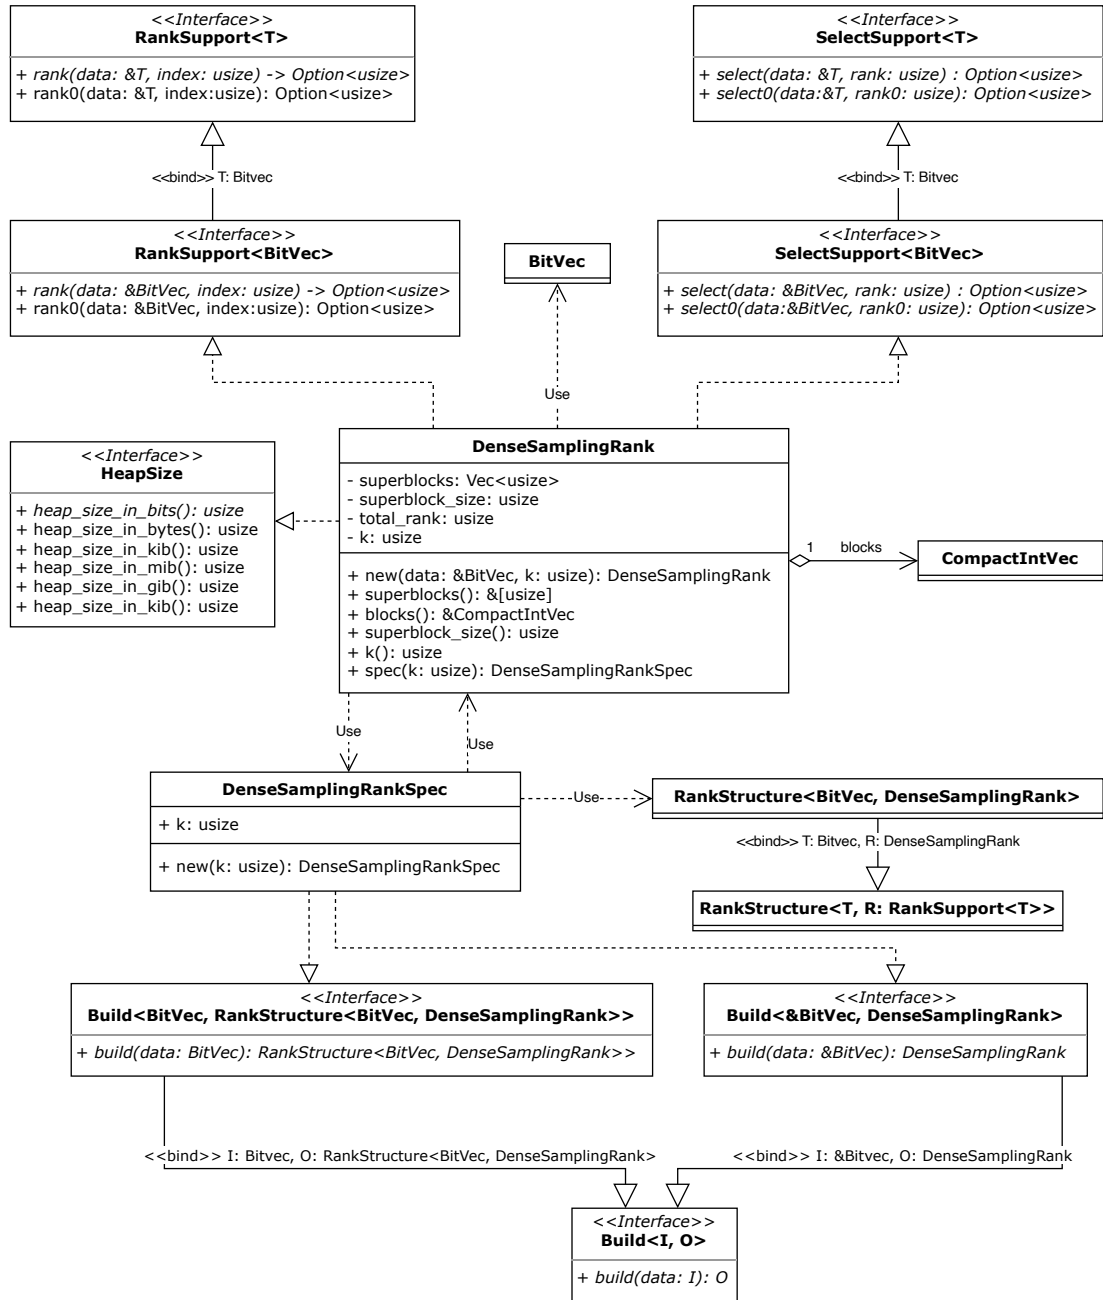 <<Interface>>
RankSupport<T>
+ rank(data: &T, index: usize) -> Option<usize>
+ rank0(data: &T, index:usize): Option<usize>
<<Interface>>
SelectSupport<T>
+ select(data: &T, rank: usize) : Option<usize>
+ select0(data:&T, rank0: usize): Option<usize>
<<bind>> T: Bitvec
<<bind>> T: Bitvec
<<Interface>>
RankSupport<BitVec>
+ rank(data: &BitVec, index: usize) -> Option<usize>
+ rank0(data: &BitVec, index:usize): Option<usize>
BitVec
<<Interface>>
SelectSupport<BitVec>
+ select(data: &BitVec, rank: usize) : Option<usize>
+ select0(data:&BitVec, rank0: usize): Option<usize>
Use
<<Interface>>
HeapSize
+ heap_size_in_bits(): usize
+ heap_size_in_bytes(): usize
+ heap_size_in_kib(): usize
+ heap_size_in_mib(): usize
+ heap_size_in_gib(): usize
+ heap_size_in_kib(): usize
DenseSamplingRank
- superblocks: Vec<usize>
- superblock_size: usize
- total_rank: usize
- k: usize
+ new(data: &BitVec, k: usize): DenseSamplingRank
+ superblocks(): &[usize]
+ blocks(): &CompactIntVec
+ superblock_size(): usize
+ k(): usize
+ spec(k: usize): DenseSamplingRankSpec
1 blocks
CompactIntVec
Use
Use
DenseSamplingRankSpec
+ k: usize
+ new(k: usize): DenseSamplingRankSpec
Use
RankStructure<BitVec, DenseSamplingRank>
<<bind>> T: Bitvec, R: DenseSamplingRank
RankStructure<T, R: RankSupport<T>>
<<Interface>>
Build<BitVec, RankStructure<BitVec, DenseSamplingRank>>
+ build(data: BitVec): RankStructure<BitVec, DenseSamplingRank>>
<<Interface>>
Build<&BitVec, DenseSamplingRank>
+ build(data: &BitVec): DenseSamplingRank
<<bind>> I: Bitvec, O: RankStructure<BitVec, DenseSamplingRank>
<<bind>> I: &Bitvec, O: DenseSamplingRank
<<Interface>>
Build<I, O>
+ build(data: I): O